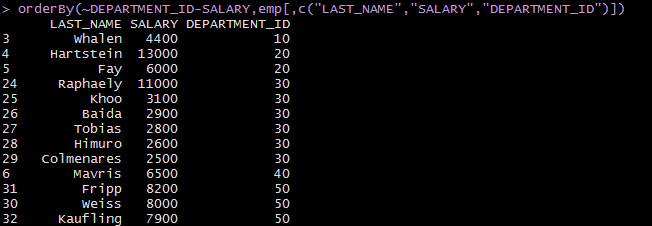 > orderBy(~DEPARTMENT_ID-SALARY,emp[,c("LAST_NAME","SALARY","DEPARTMENT_ID")])
LAST_NAME SALARY DEPARTMENT_ID
3 Whalen 4400 10
4 Hartstein 13000 20
5 Fay 6000 20
24 Raphaely 11000 30
25 Khoo 3100 30
26 Baida 2900 30
27 Tobias 2800 30
28 Himuro 2600 30
29 Colmenares 2500 30
6 Mavris 6500 40
31 Fripp 8200 50
30 Weiss 8000 50
32 Kaufling 7900 50